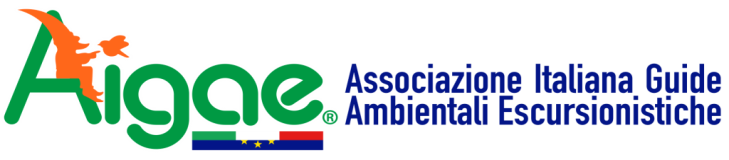 Aigae®
Associazione Italiana Guide
Ambientali Escursionistiche